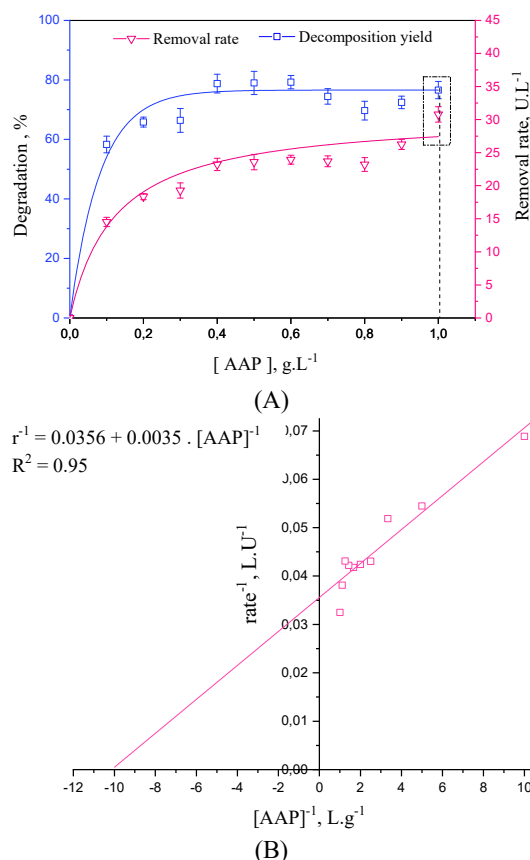 Removal rate
Decomposition yield
Degradation , %
100
80
60
40
20
0
Removal rate, U.L⁻¹
45
40
35
30
25
20
15
10
5
0
0,0 0,2 0,4 0,6 0,8 1,0
[ AAP ], g.L⁻¹
(A)
r⁻¹ = 0.0356 + 0.0035 . [AAP]⁻¹
R² = 0.95
rate⁻¹, L.U⁻¹
0,07
0,06
0,05
0,04
0,03
0,02
0,01
0,00
-12 -10 -8 -6 -4 -2 0 2 4 6 8 10
[AAP]⁻¹, L.g⁻¹
(B)